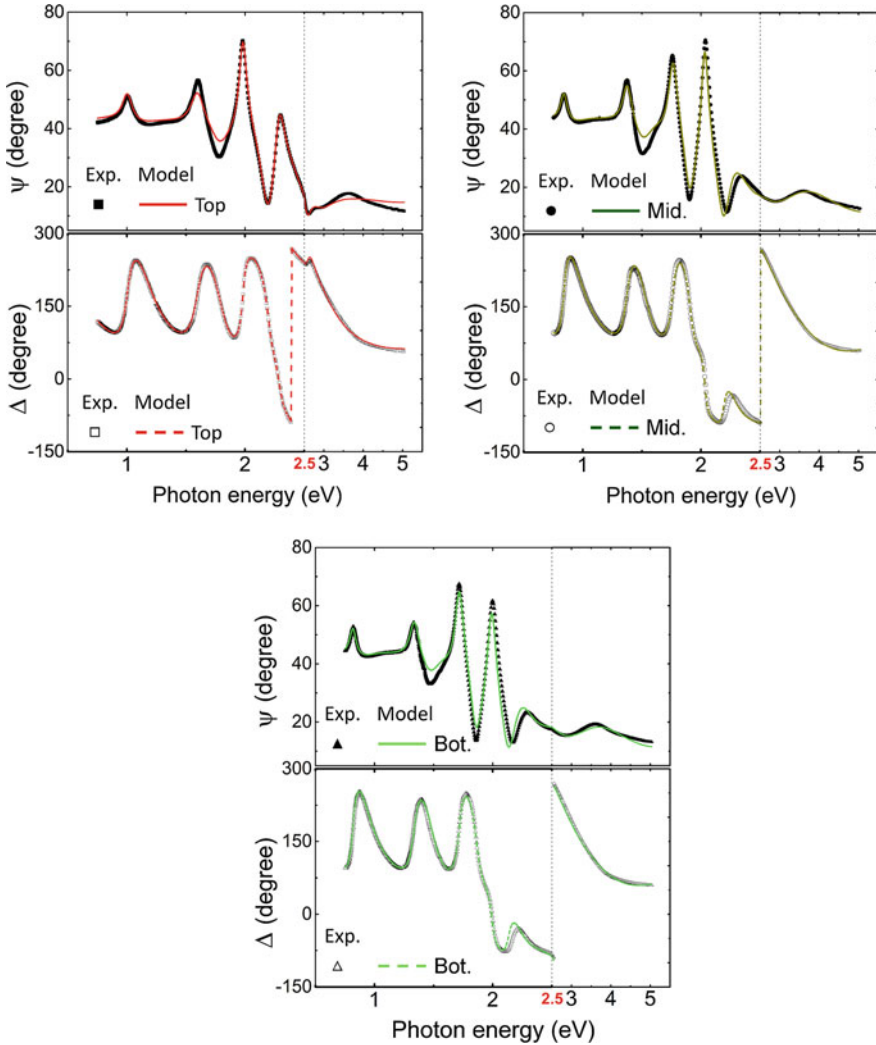 80
60
40
20
Ψ (degree)
Exp. Model
Top
300
150
0
-150
Δ (degree)
Exp. Model
Top
1 2 2.5 3 4 5
Photon energy (eV)
80
60
40
20
Ψ (degree)
Exp. Model
Mid.
300
150
0
-150
Δ (degree)
Exp. Model
Mid.
1 2 2.5 3 4 5
Photon energy (eV)
80
60
40
20
Ψ (degree)
Exp. Model
Bot.
300
150
0
-150
Δ (degree)
Exp. Model
Bot.
1 2 2.5 3 4 5
Photon energy (eV)